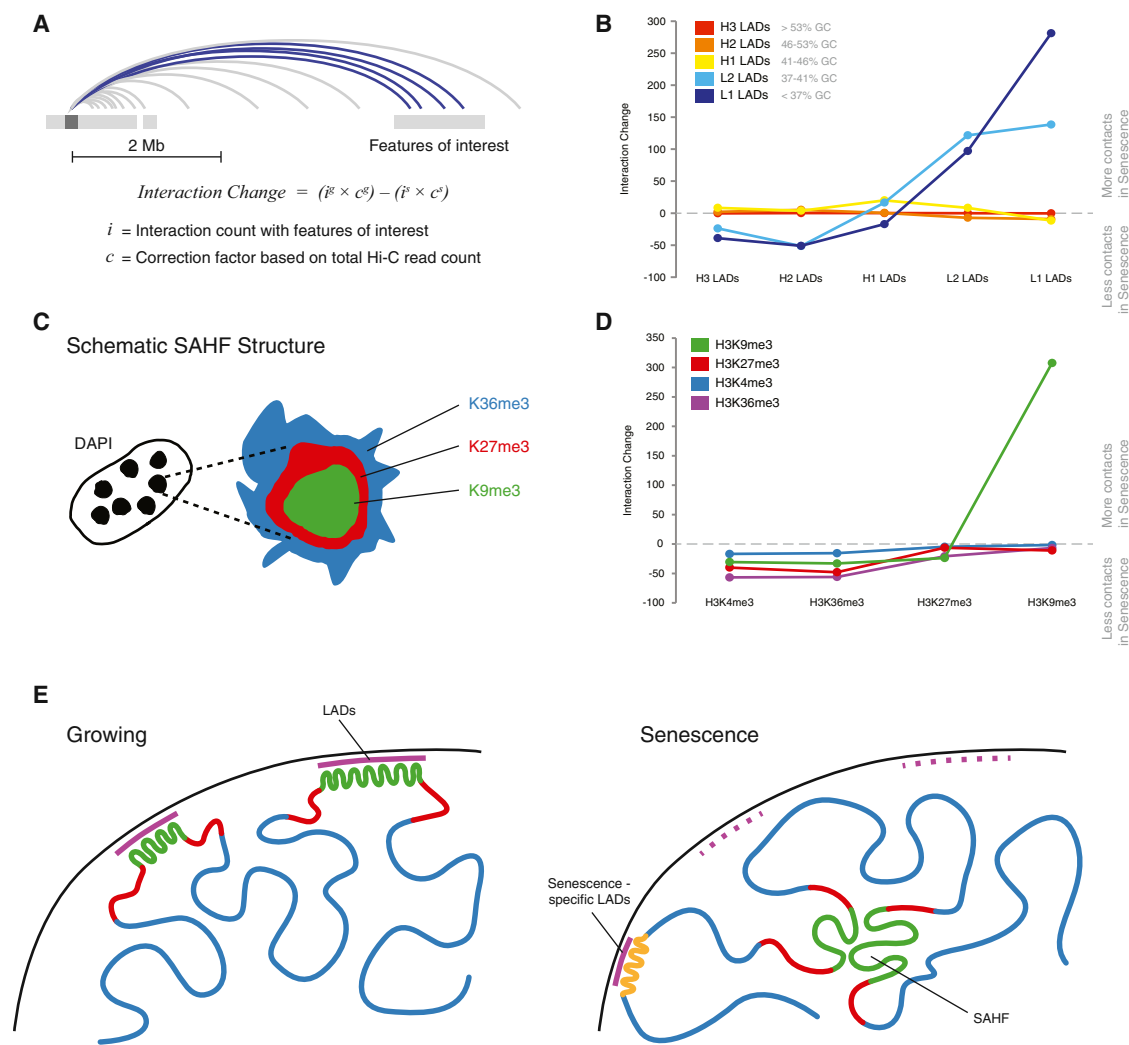 A
2 Mb
Features of interest
Interaction Change = (iᵍ × cᵍ) – (iˢ × cˢ)
i = Interaction count with features of interest
c = Correction factor based on total Hi-C read count
B
H3 LADs > 53% GC
H2 LADs 46-53% GC
H1 LADs 41-46% GC
L2 LADs 37-41% GC
L1 LADs < 37% GC
Interaction Change
300
250
200
150
100
50
0
-50
-100
H3 LADs
H2 LADs
H1 LADs
L2 LADs
L1 LADs
More contacts
in Senescence
Less contacts
in Senescence
C
Schematic SAHF Structure
DAPI
K36me3
K27me3
K9me3
D
H3K9me3
H3K27me3
H3K4me3
H3K36me3
Interaction Change
350
300
250
200
150
100
50
0
-50
-100
H3K4me3
H3K36me3
H3K27me3
H3K9me3
More contacts
in Senescence
Less contacts
in Senescence
E
Growing
LADs
Senescence
Senescence -
specific LADs
SAHF